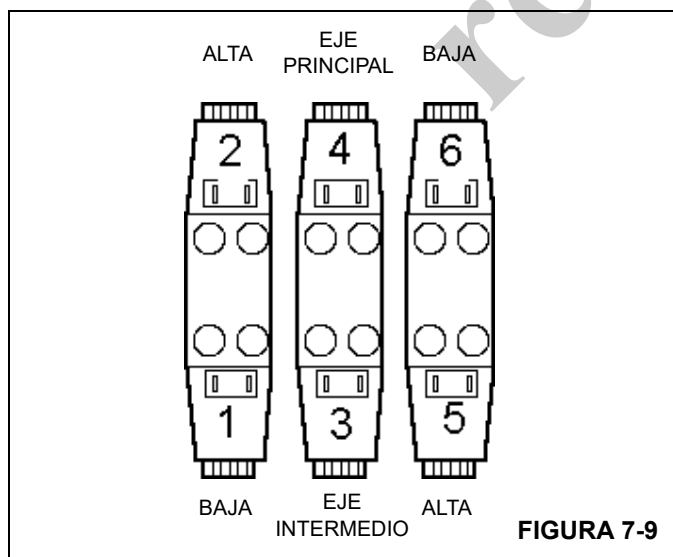 ALTA
EJE
PRINCIPAL
BAJA
2 4 6
1 3 5
BAJA
EJE
INTERMEDIO
ALTA
FIGURA 7-9